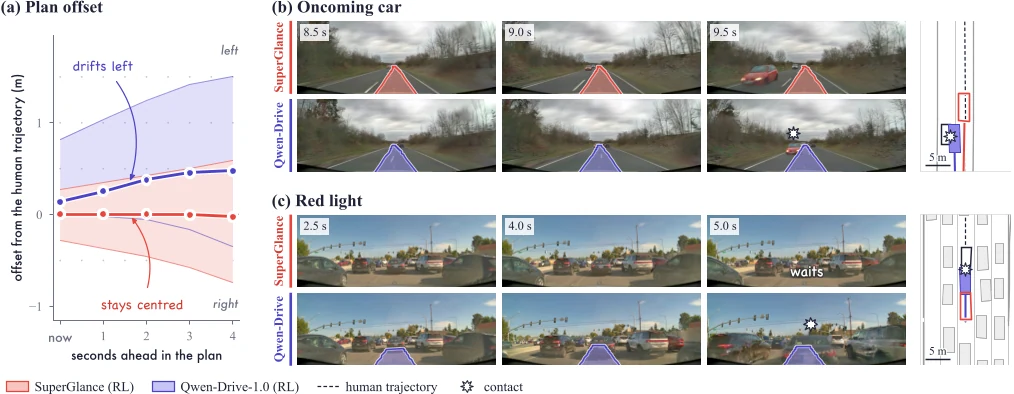 (a) Plan offset
left
drifts left
offset from the human trajectory (m)
1
0
−1
stays centred
right
now
1
2
3
4
seconds ahead in the plan
(b) Oncoming car
SuperGlance
8.5 s
9.0 s
9.5 s
Qwen-Drive
5 m
(c) Red light
SuperGlance
2.5 s
4.0 s
5.0 s
waits
Qwen-Drive
5 m
SuperGlance (RL)
Qwen-Drive-1.0 (RL)
human trajectory
contact